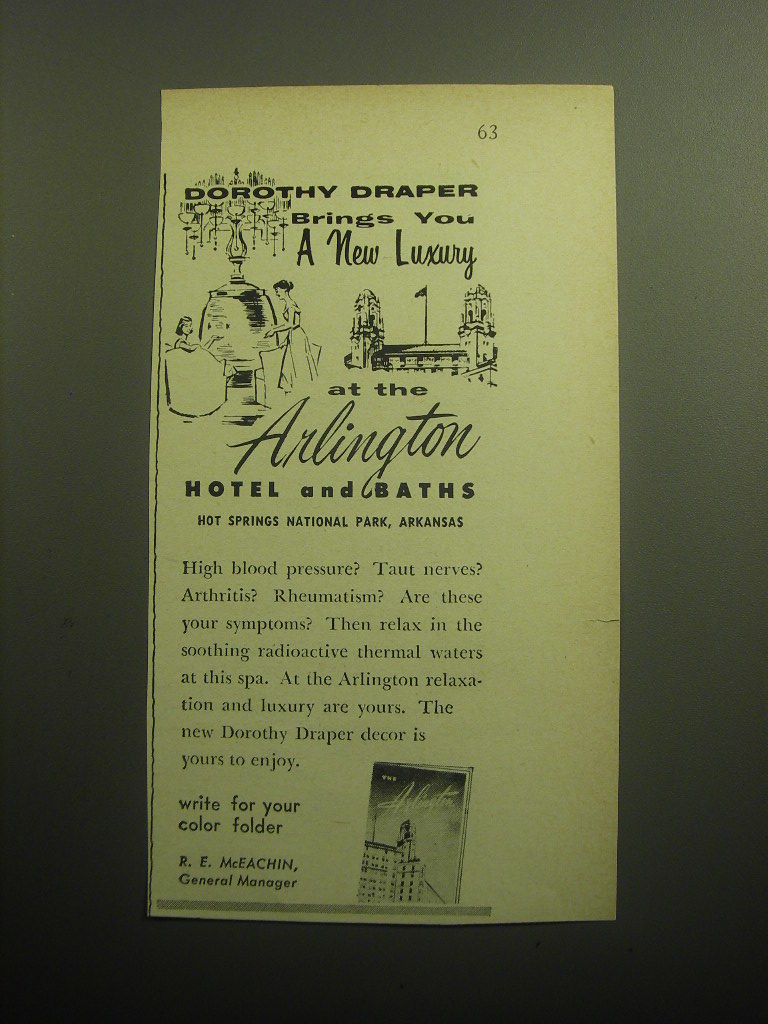 63
DOROTHY DRAPER
Brings You
A New Luxury
at the
Arlington
HOTEL and BATHS
HOT SPRINGS NATIONAL PARK, ARKANSAS
High blood pressure? Taut nerves?
Arthritis? Rheumatism? Are these
your symptoms? Then relax in the
soothing radioactive thermal waters
at this spa. At the Arlington relaxa-
tion and luxury are yours. The
new Dorothy Draper decor is
yours to enjoy.
write for your
color folder
R. E. McEACHIN,
General Manager
THE
Arlington